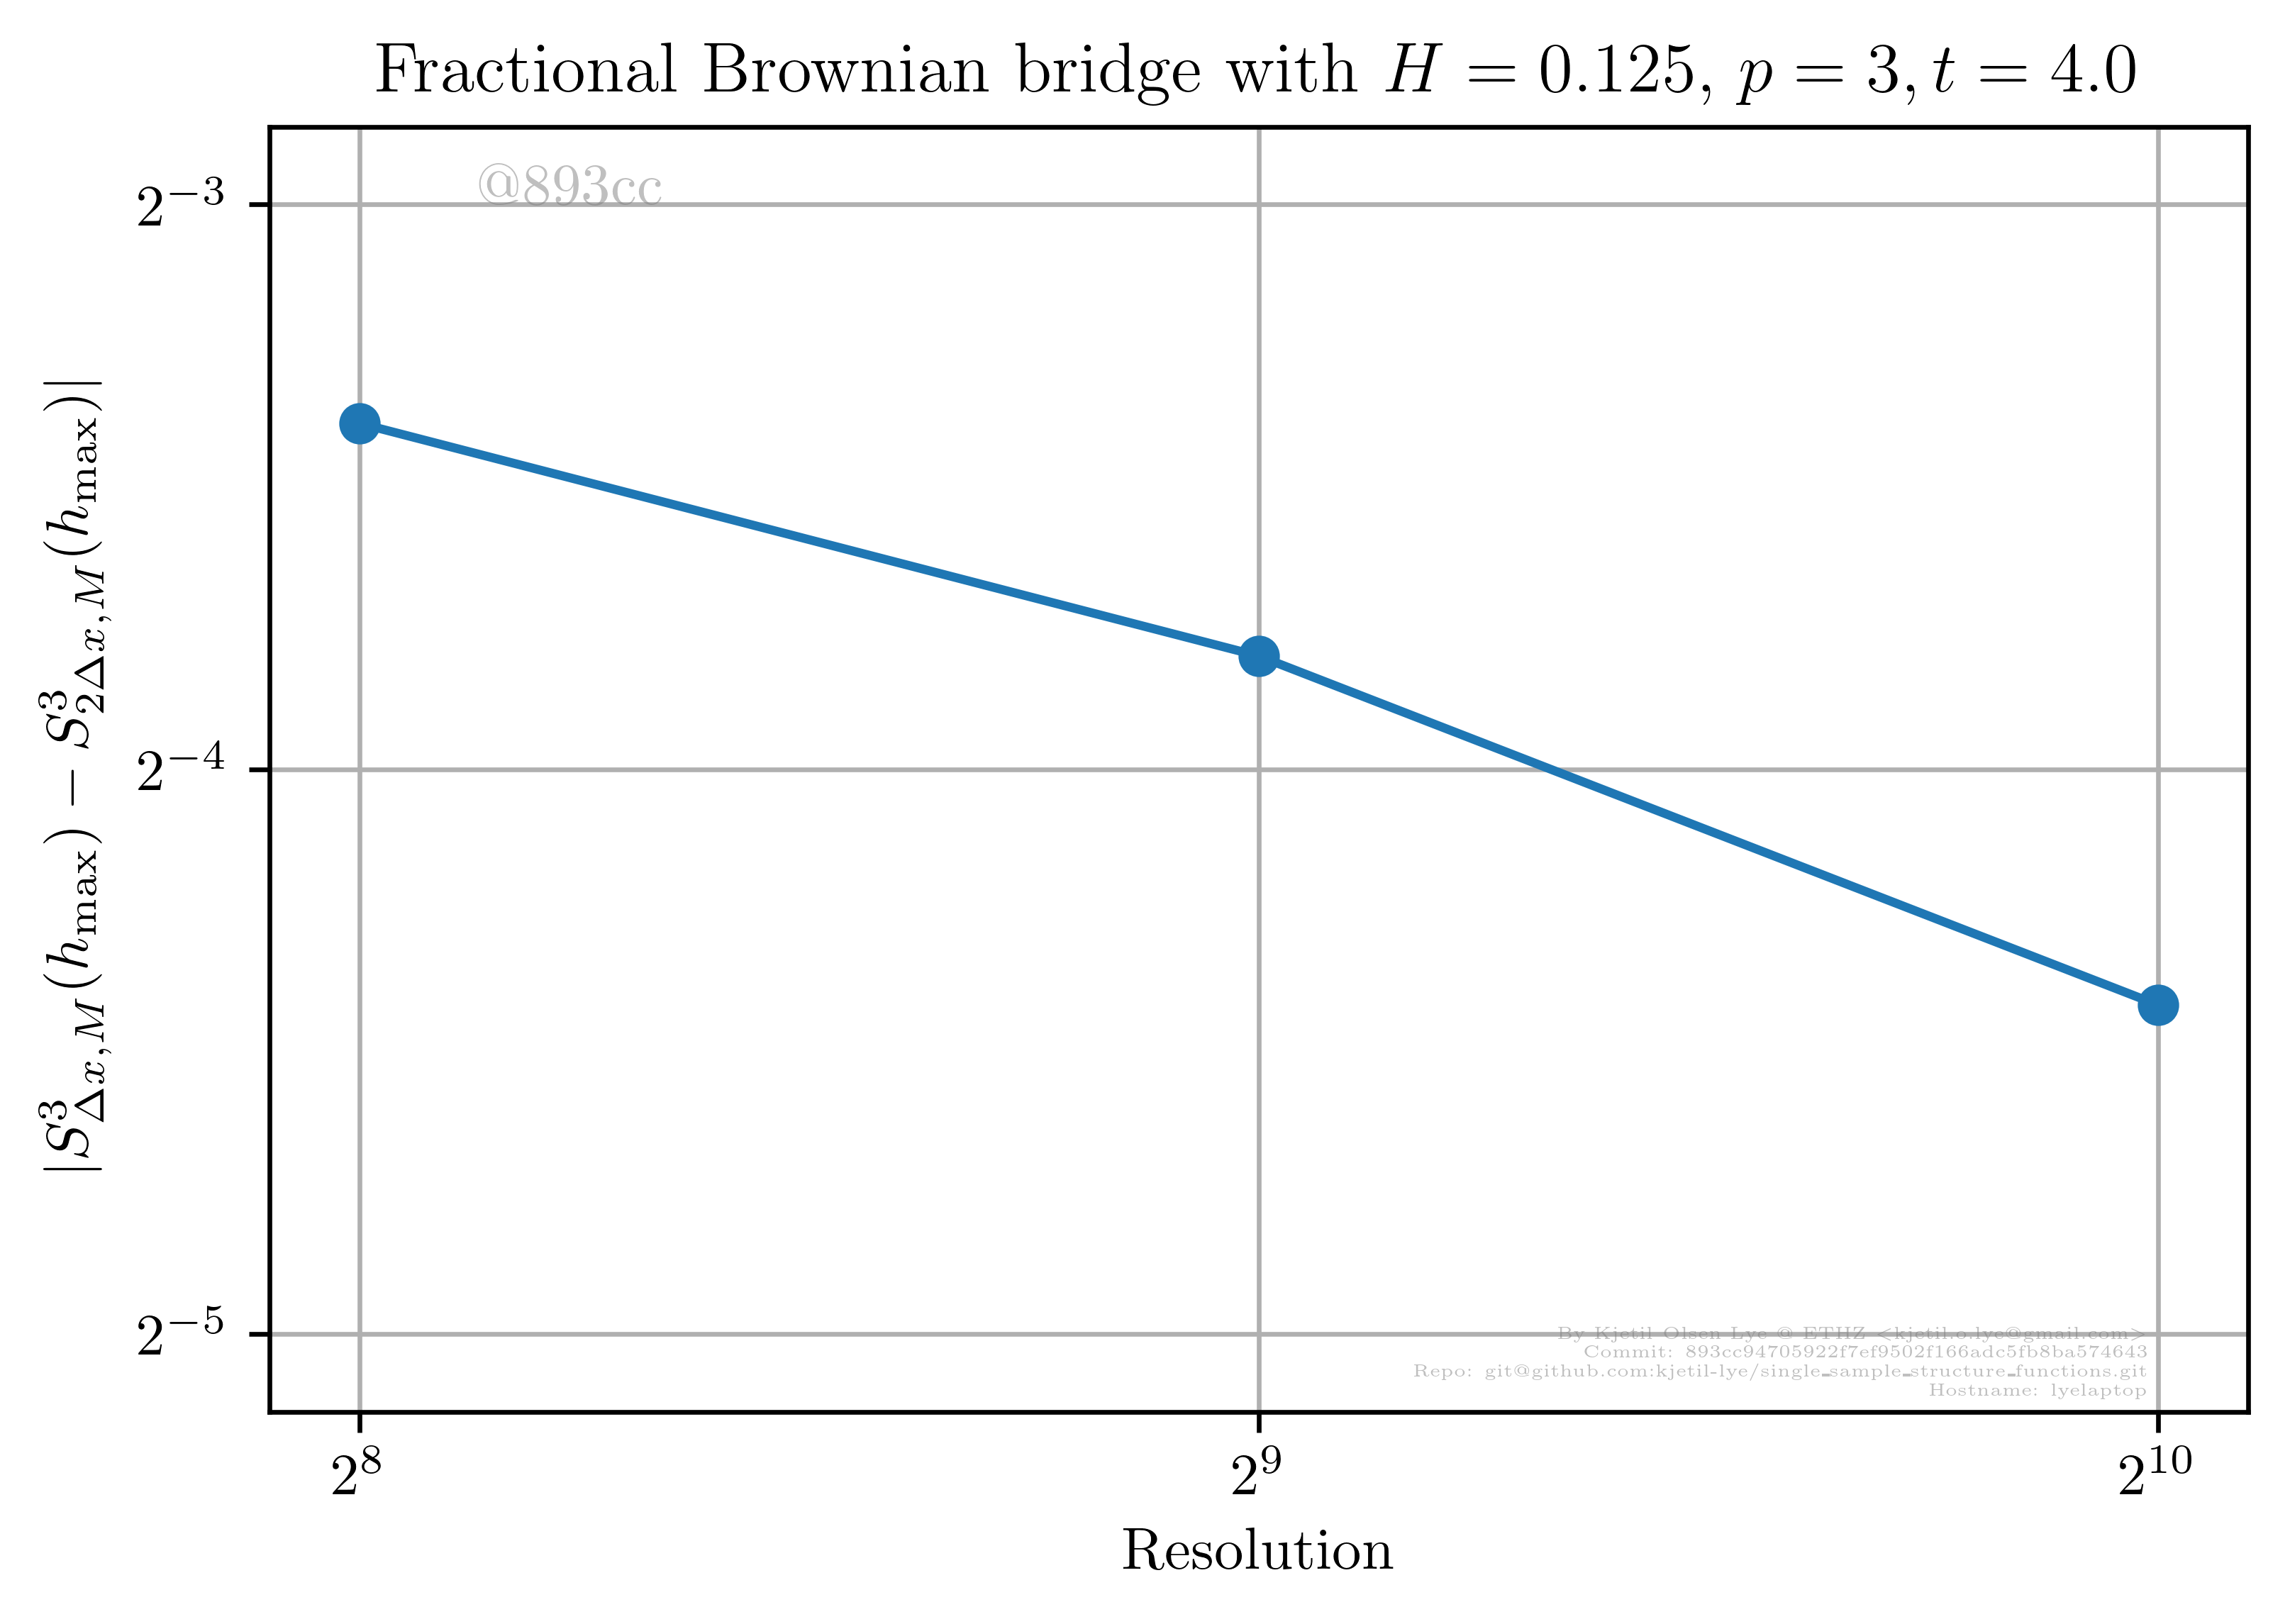 Fractional Brownian bridge with $H = 0.125, p = 3, t = 4.0$
@893cc
$|S^3_{\Delta x,M}(h_{\max}) - S^3_{2\Delta x,M}(h_{\max})|$
$2^{-3}$
$2^{-4}$
$2^{-5}$
By Kjetil Olsen Lye @ ETHZ <kjetil.o.lye@gmail.com>
Commit: 893cc94705922f7ef9502f166adc5fb8ba574643
Repo: git@github.com:kjetil-lye/single_sample_structure_functions.git
Hostname: lyelaptop
$2^8$
$2^9$
$2^{10}$
Resolution